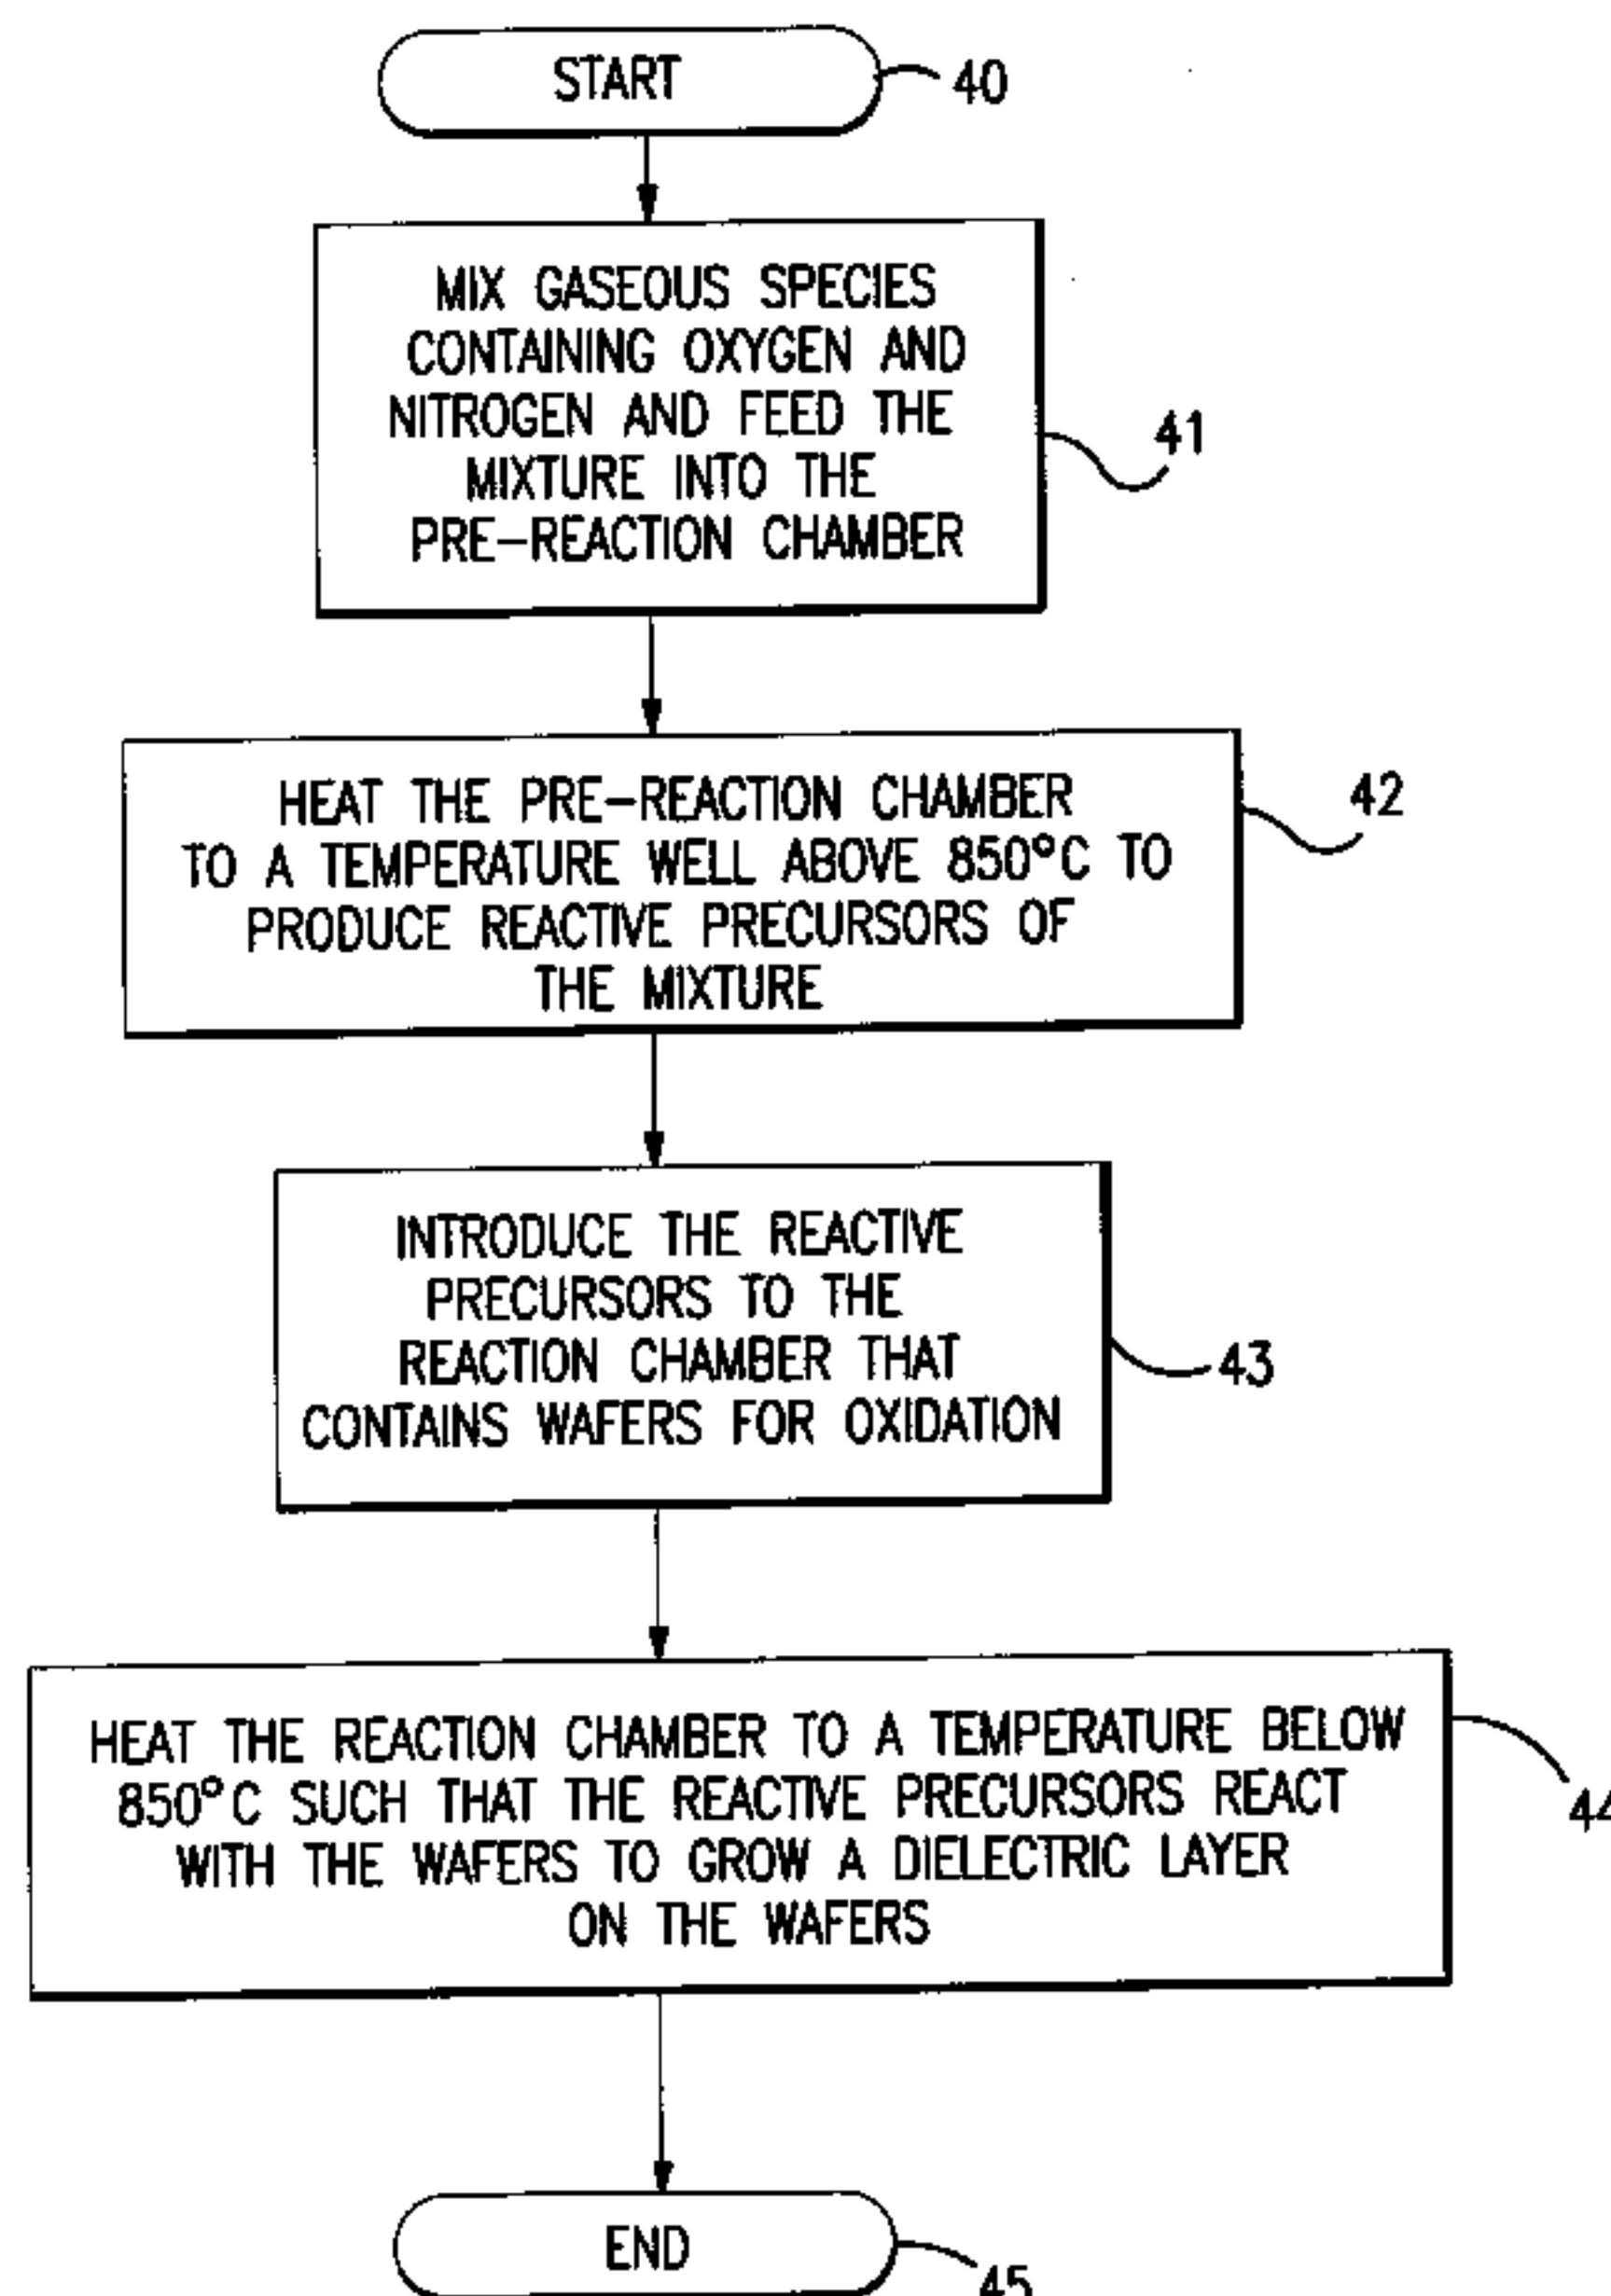 START
40
MIX GASEOUS SPECIES
CONTAINING OXYGEN AND
NITROGEN AND FEED THE
MIXTURE INTO THE
PRE-REACTION CHAMBER
41
HEAT THE PRE-REACTION CHAMBER
TO A TEMPERATURE WELL ABOVE 850°C TO
PRODUCE REACTIVE PRECURSORS OF
THE MIXTURE
42
INTRODUCE THE REACTIVE
PRECURSORS TO THE
REACTION CHAMBER THAT
CONTAINS WAFERS FOR OXIDATION
43
HEAT THE REACTION CHAMBER TO A TEMPERATURE BELOW
850°C SUCH THAT THE REACTIVE PRECURSORS REACT
WITH THE WAFERS TO GROW A DIELECTRIC LAYER
ON THE WAFERS
44
END
45